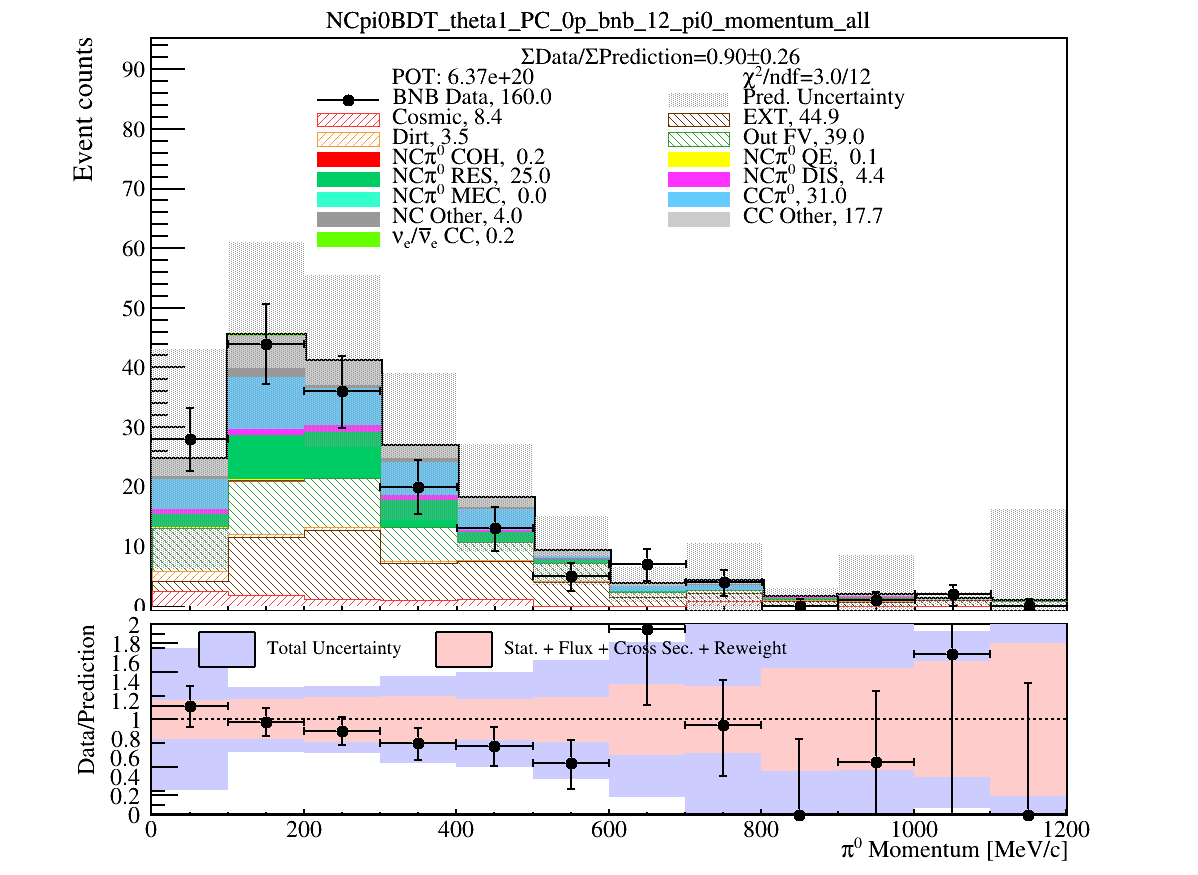 NCpi0BDT_theta1_PC_0p_bnb_12_pi0_momentum_all
ΣData/ΣPrediction=0.90±0.26
POT: 6.37e+20
χ²/ndf=3.0/12
BNB Data, 160.0
Pred. Uncertainty
Cosmic, 8.4
EXT, 44.9
Dirt, 3.5
Out FV, 39.0
NCπ⁰ COH, 0.2
NCπ⁰ QE, 0.1
NCπ⁰ RES, 25.0
NCπ⁰ DIS, 4.4
NCπ⁰ MEC, 0.0
CCπ⁰, 31.0
NC Other, 4.0
CC Other, 17.7
νₑ/ν̅ₑ CC, 0.2
Event counts
90
80
70
60
50
40
30
20
10
0
Data/Prediction
Total Uncertainty
Stat. + Flux + Cross Sec. + Reweight
2
1.6
1.4
1.2
1
0.8
0.6
0.4
0.2
0
0 200 400 600 800 1000 1200
π⁰ Momentum [MeV/c]